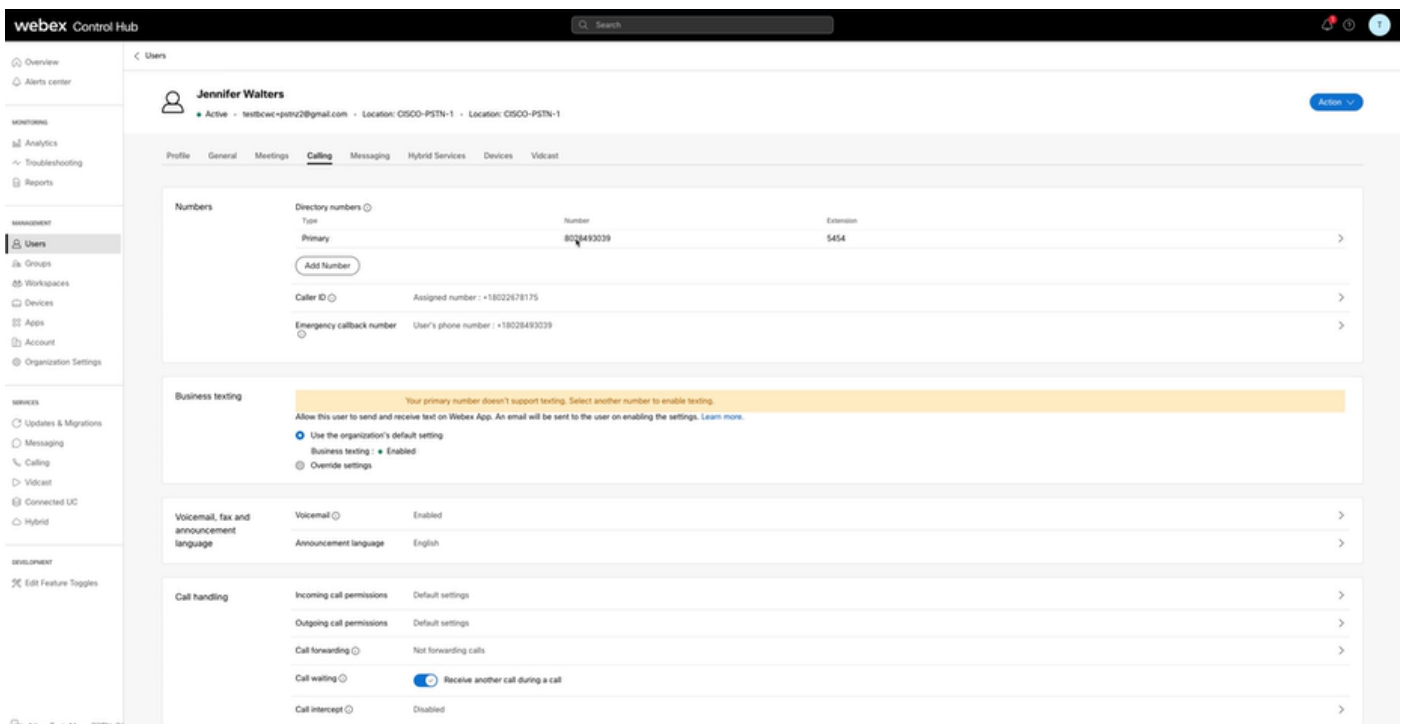 webex Control Hub
Search
T
Overview
Alerts center
MONITORING
Analytics
Troubleshooting
Reports
MANAGEMENT
Users
Groups
Workspaces
Devices
Apps
Account
Organization Settings
SERVICES
Updates & Migrations
Messaging
Calling
Vidcast
Connected UC
Hybrid
DEVELOPMENT
Edit Feature Toggles
Users
Jennifer Walters
Active
Location: CISCO-PSTN-1
Location: CISCO-PSTN-1
Action
Profile General Meetings Calling Messaging Hybrid Services Devices Vidcast
Numbers
Directory numbers
Type Number Extension
Primary 8028493039 5454
Add Number
Caller ID Assigned number : +18022678175
Emergency callback number User's phone number : +18028493039
Business texting
Your primary number doesn't support texting. Select another number to enable texting.
Allow this user to send and receive text on Webex App. An email will be sent to the user on enabling the settings. Learn more.
Use the organization's default setting
Business texting : Enabled
Override settings
Voicemail, fax and
announcement
language
Voicemail Enabled
Announcement language English
Call handling
Incoming call permissions Default settings
Outgoing call permissions Default settings
Call forwarding Not forwarding calls
Call waiting Receive another call during a call
Call intercept Disabled